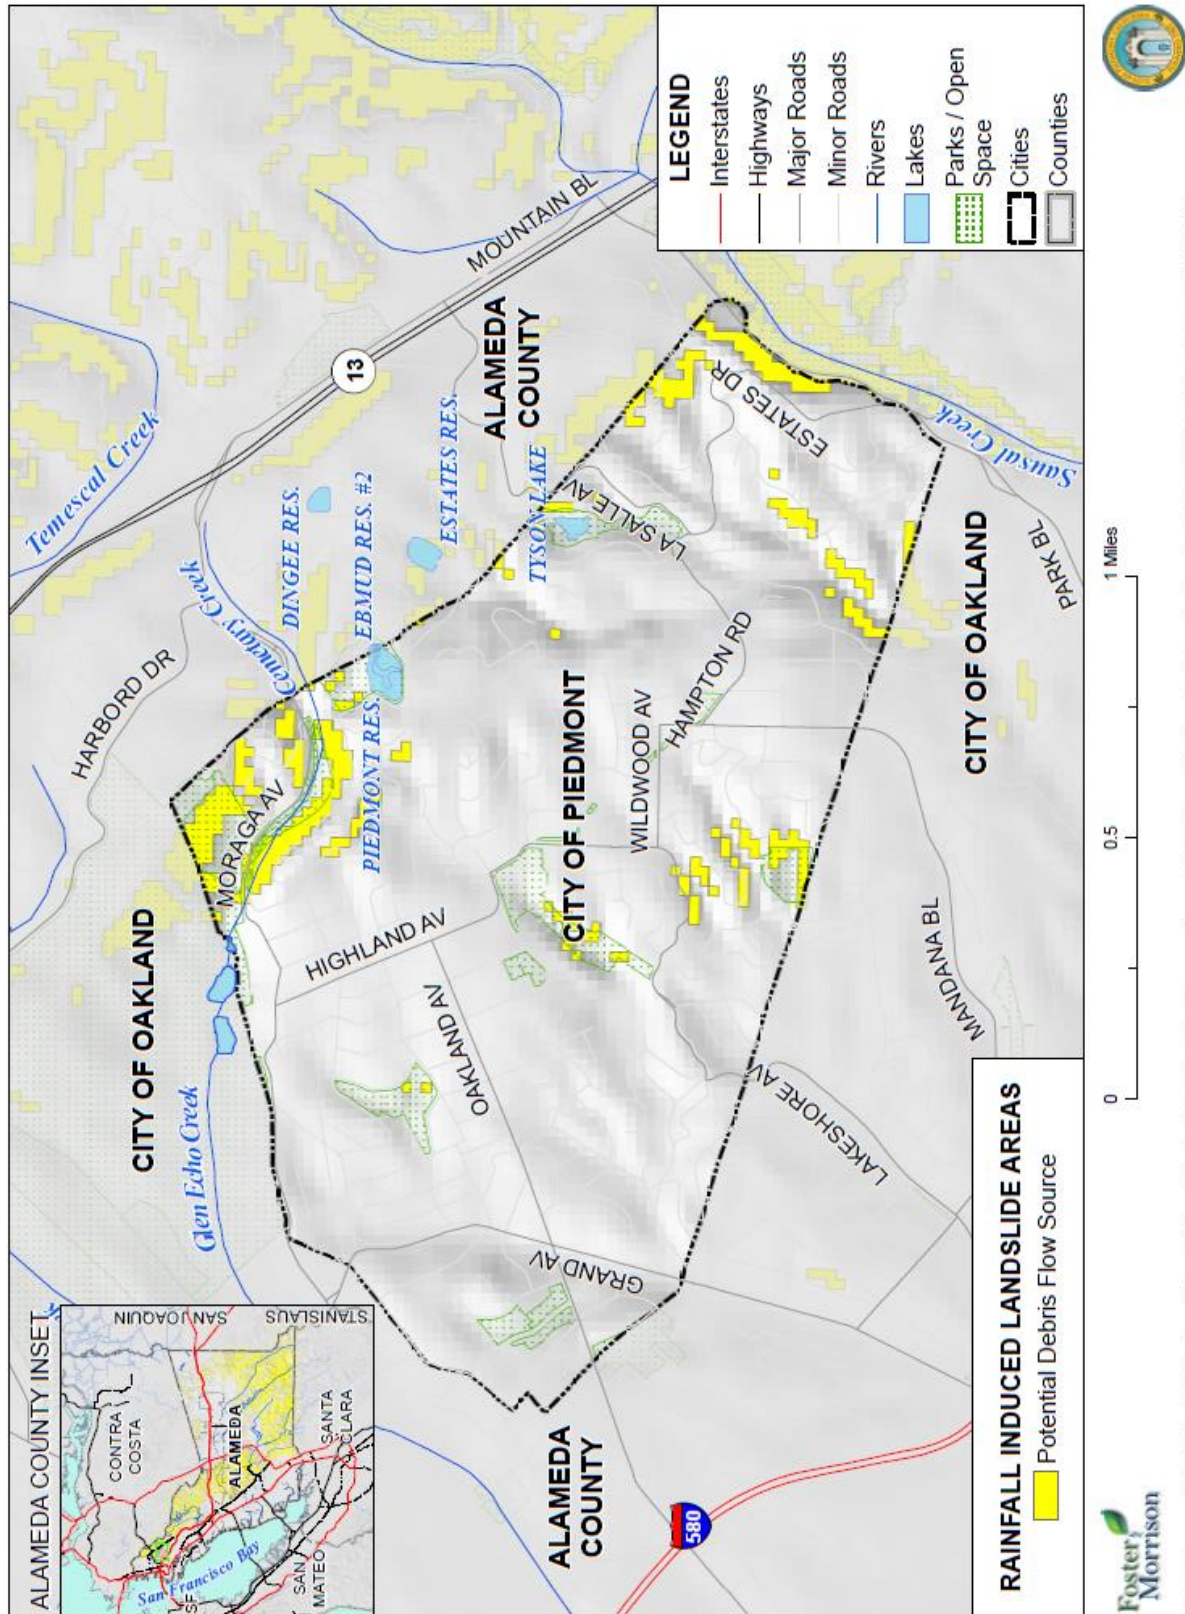 ALAMEDA COUNTY INSET
CONTRA
COSTA
SAN JOAQUIN
STANISLAUS
ALAMEDA
SANTA
CLARA
SAN
MATEO
SF
San Francisco Bay
CITY OF OAKLAND
Glen Echo Creek
HARBORD DR
Temescal Creek
Cemetary Creek
DINGEE RES.
EBMUD RES. #2
PIEDMONT RES.
ESTATES RES.
TYSON LAKE
13
MOUNTAIN BL
MORAGA AV
HIGHLAND AV
OAKLAND AV
CITY OF PIEDMONT
WILDWOOD AV
HAMPTON RD
LA SALLE AV
ESTATES DR
ALAMEDA
COUNTY
Sausal Creek
PARK BL
CITY OF OAKLAND
MANDANA BL
LAKESHORE AV
GRAND AV
ALAMEDA
COUNTY
580
LEGEND
Interstates
Highways
Major Roads
Minor Roads
Rivers
Lakes
Parks / Open
Space
Cities
Counties
RAINFALL INDUCED LANDSLIDE AREAS
Potential Debris Flow Source
0
0.5
1 Miles
Foster
Morrison